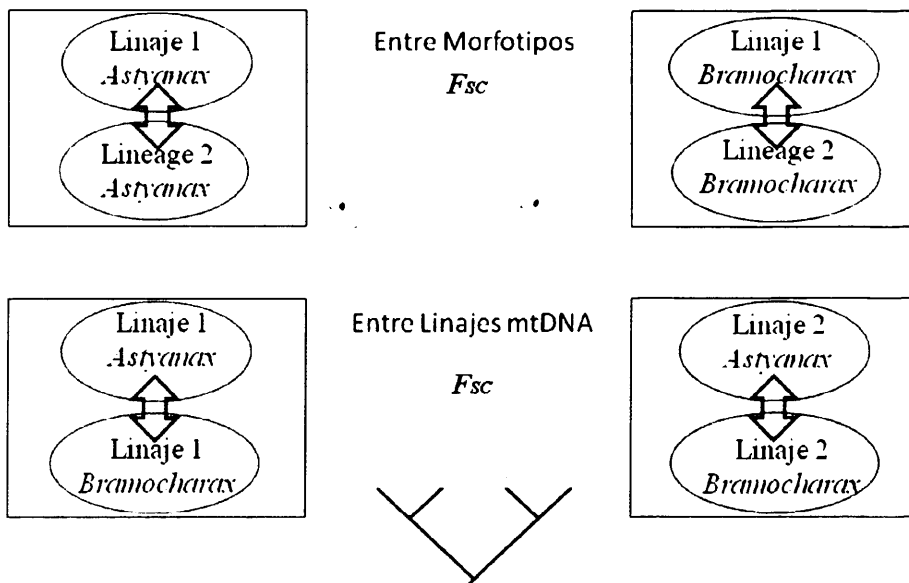 Linaje 1
Astyanax
Lineage 2
Astyanax
Entre Morfotipos
Fsc
Linaje 1
Bramocharax
Lineage 2
Bramocharax
Linaje 1
Astyanax
Linaje 1
Bramocharax
Entre Linajes mtDNA
Fsc
Linaje 2
Astyanax
Linaje 2
Bramocharax